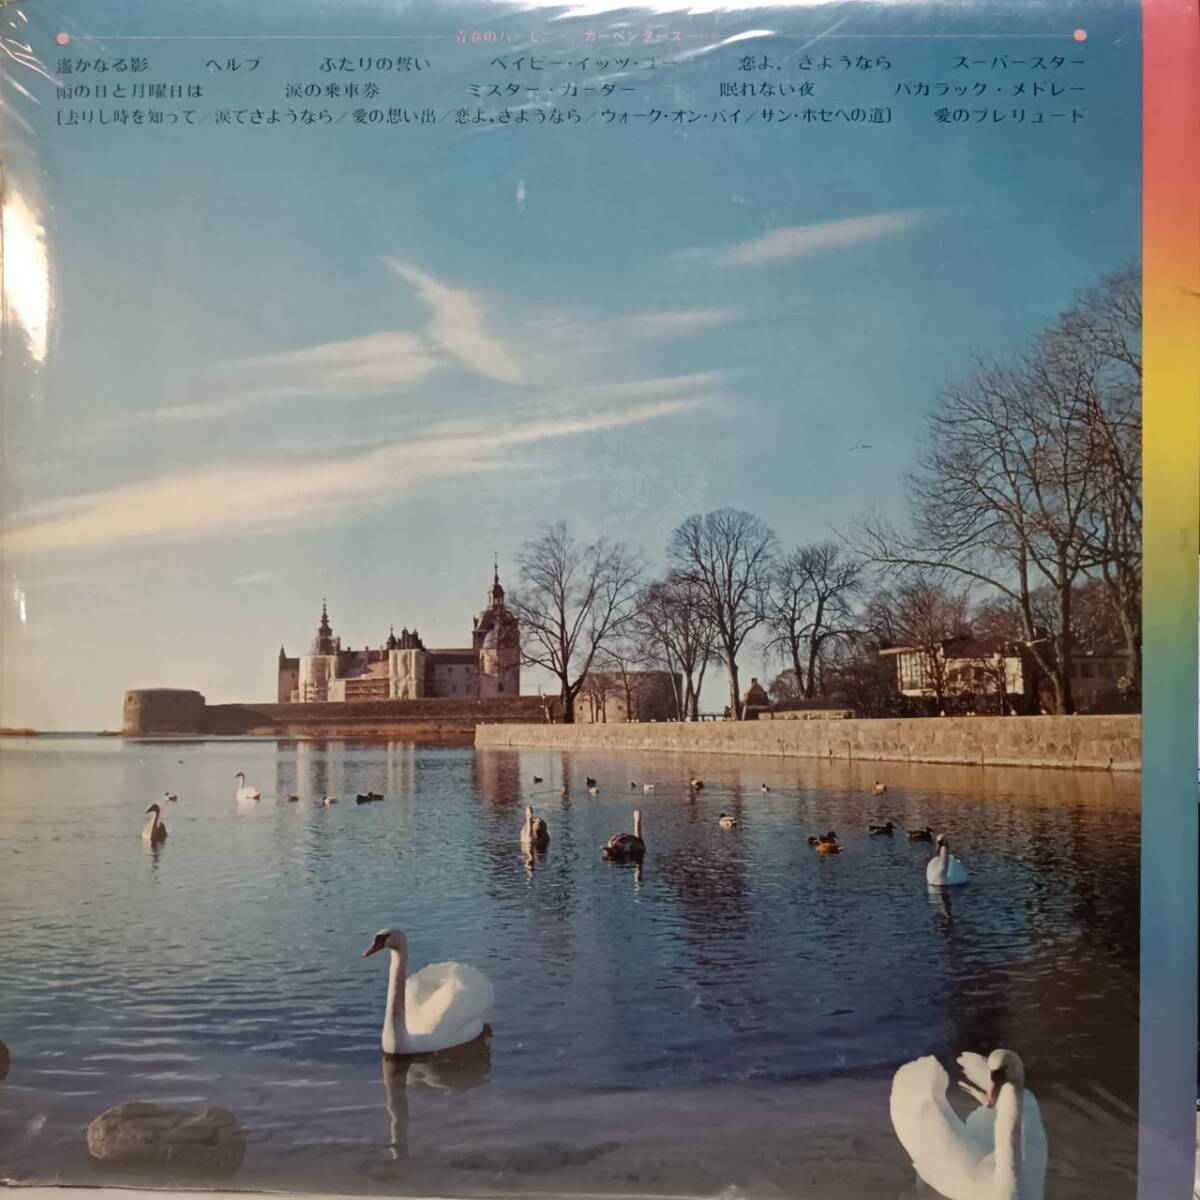 青春のハーモニー カーペンターズ
遙かなる影 ヘルプ ふたりの誓い ベイビー・イッツ・ユー 恋よ、さようなら スーパースター
雨の日と月曜日は 涙の乗車券 ミスター・ガーダー 眠れない夜 バカラック・メドレー
[去りし時を知って/涙でさようなら/愛の想い出/恋よ,さようなら/ウォーク・オン・バイ/サン・ホセへの道] 愛のプレリュード